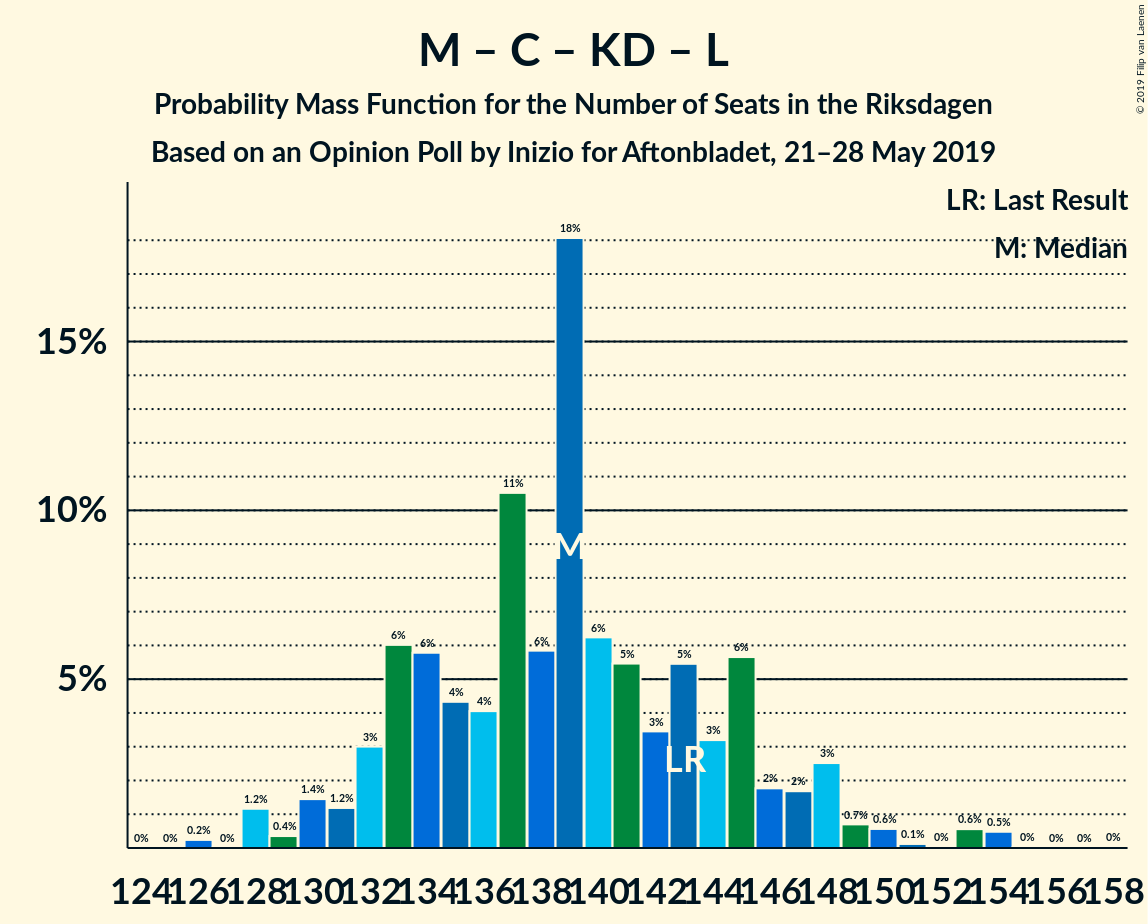 M – C – KD – L
Probability Mass Function for the Number of Seats in the Riksdagen
Based on an Opinion Poll by Inizio for Aftonbladet, 21–28 May 2019
© 2019 Filip van Laenen
LR: Last Result
M: Median
15%
10%
5%
0% 0% 0.2% 0% 1.2% 0.4% 1.4% 1.2% 3% 6% 6% 4% 4% 11% 6% 18% 6% 5% 3% 5% 3% 6% 2% 2% 3% 0.7% 0.6% 0.1% 0% 0.6% 0.5% 0% 0% 0% 0%
M
LR
124 126 128 130 132 134 136 138 140 142 144 146 148 150 152 154 156 158